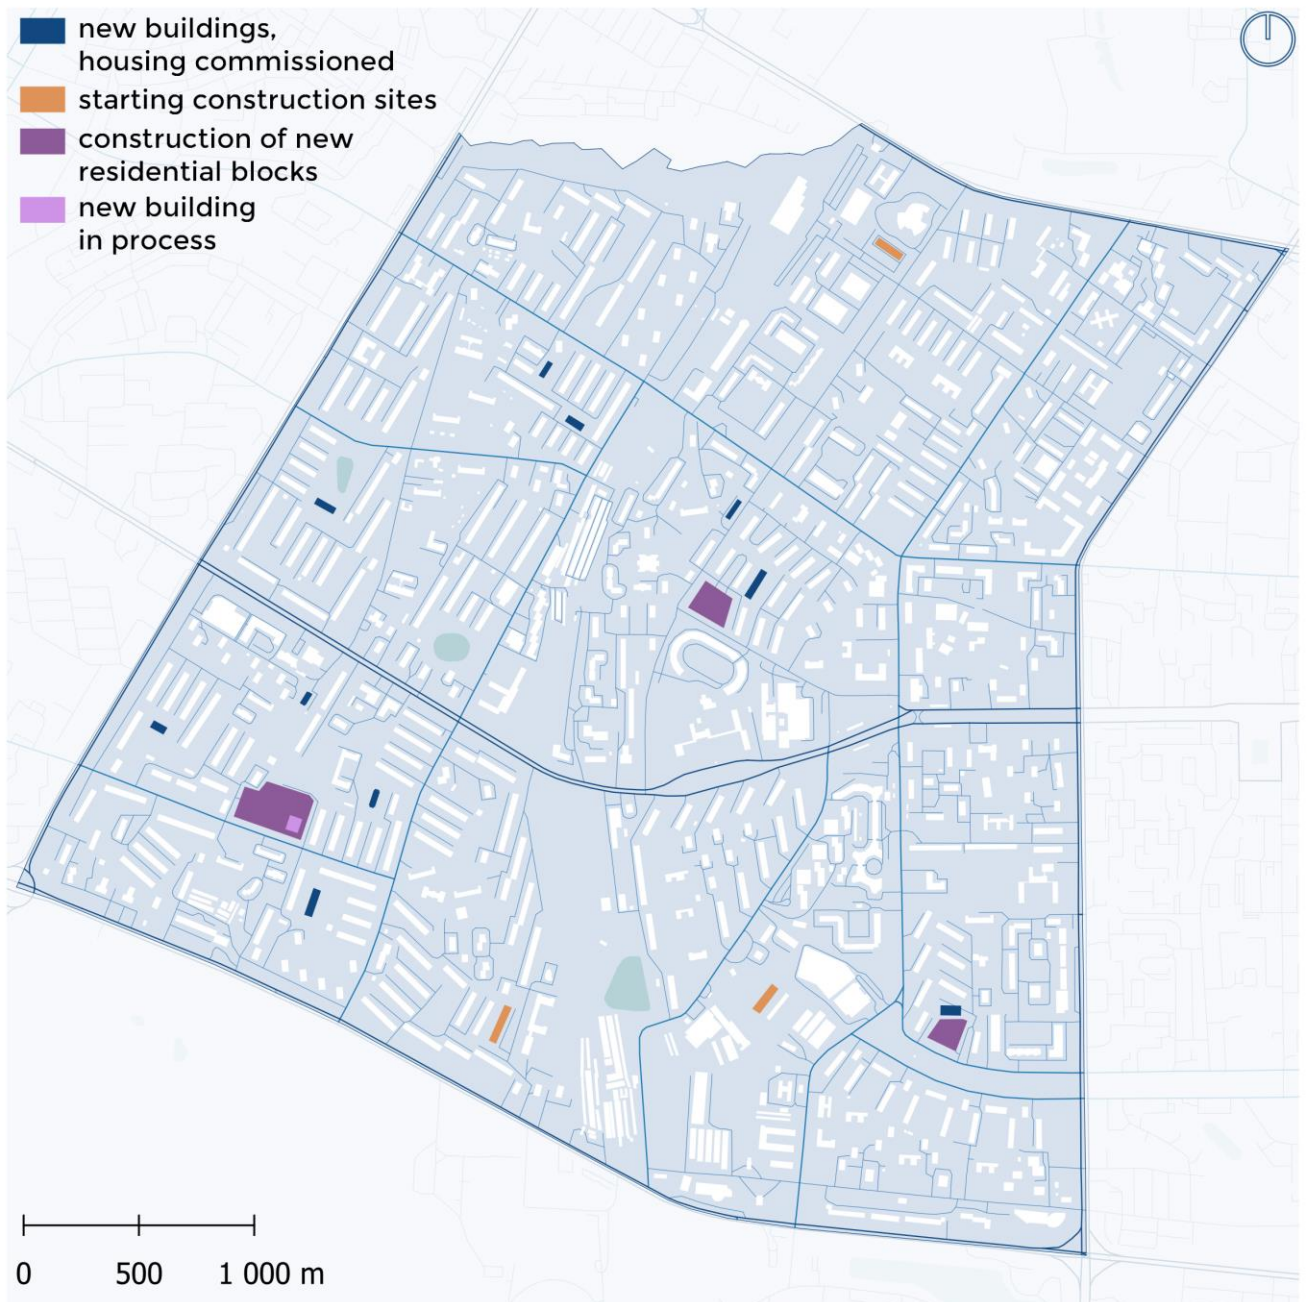 new buildings,
housing commissioned
starting construction sites
construction of new
residential blocks
new building
in process
0 500 1 000 m